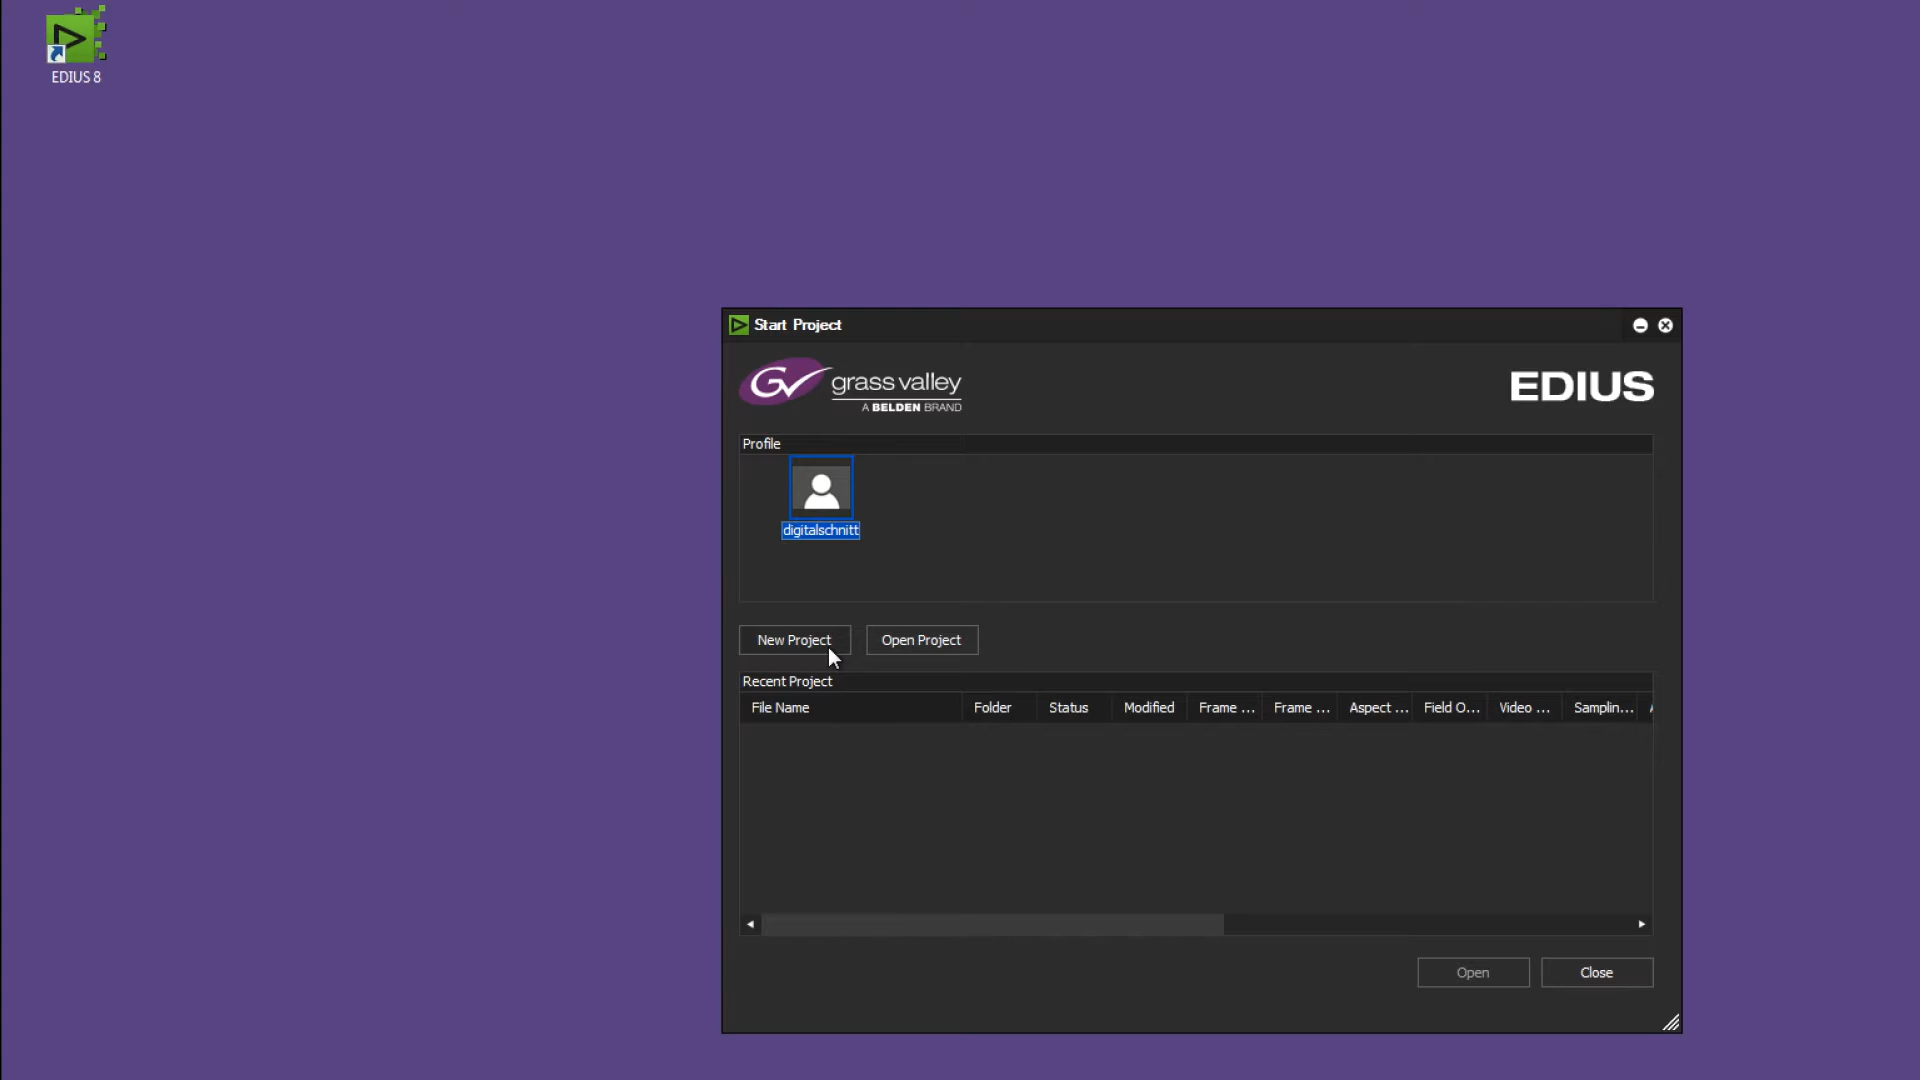 EDIUS 8
Start Project
GV grass valley
A BELDEN BRAND
EDIUS
Profile
digitalschnitt
New Project
Open Project
Recent Project
File Name
Folder
Status
Modified
Frame ...
Frame ...
Aspect ...
Field O...
Video ...
Samplin...
Open
Close